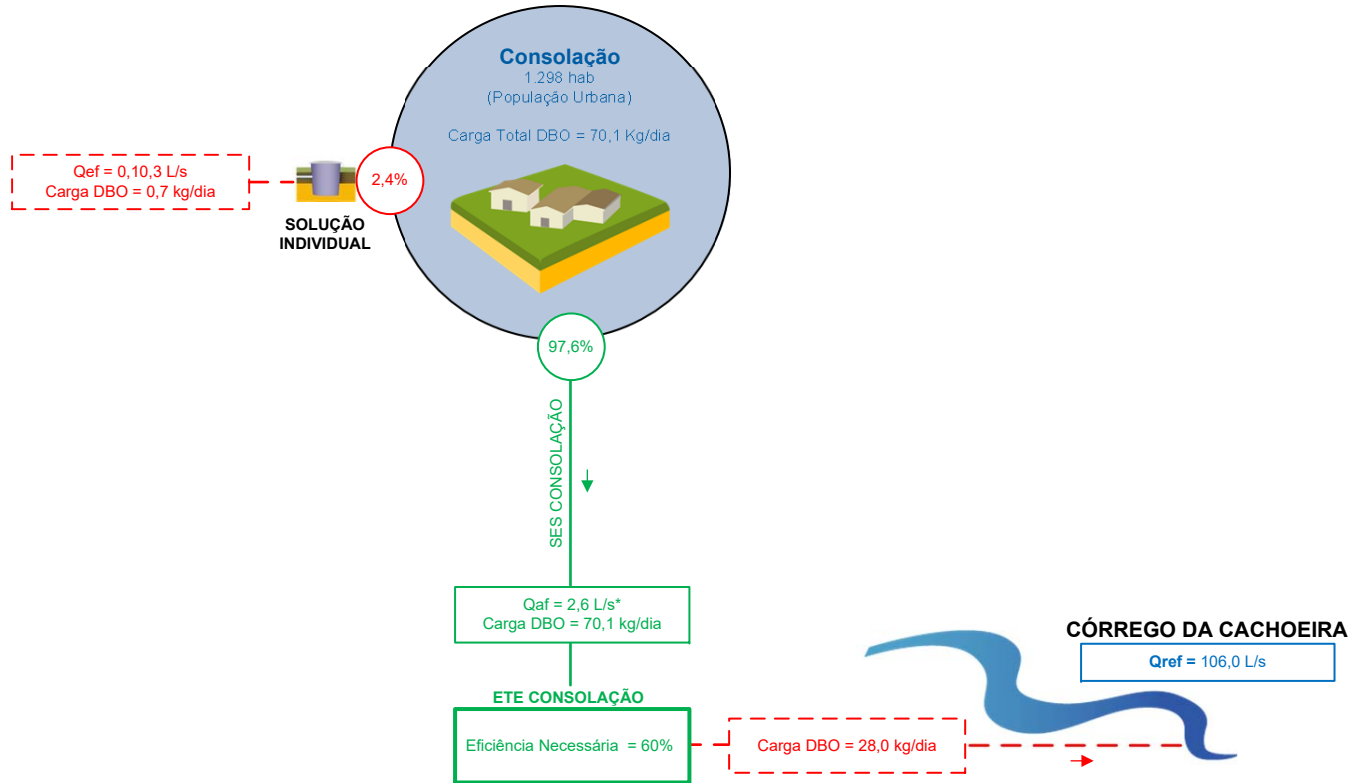 Consolação
1.298 hab
(População Urbana)
Carga Total DBO = 70,1 Kg/dia
Qef = 0,10,3 L/s
Carga DBO = 0,7 kg/dia
2,4%
SOLUÇÃO
INDIVIDUAL
97,6%
SES CONSOLAÇÃO
Qaf = 2,6 L/s*
Carga DBO = 70,1 kg/dia
ETE CONSOLAÇÃO
Eficiência Necessária = 60%
Carga DBO = 28,0 kg/dia
CÓRREGO DA CACHOEIRA
Qref = 106,0 L/s